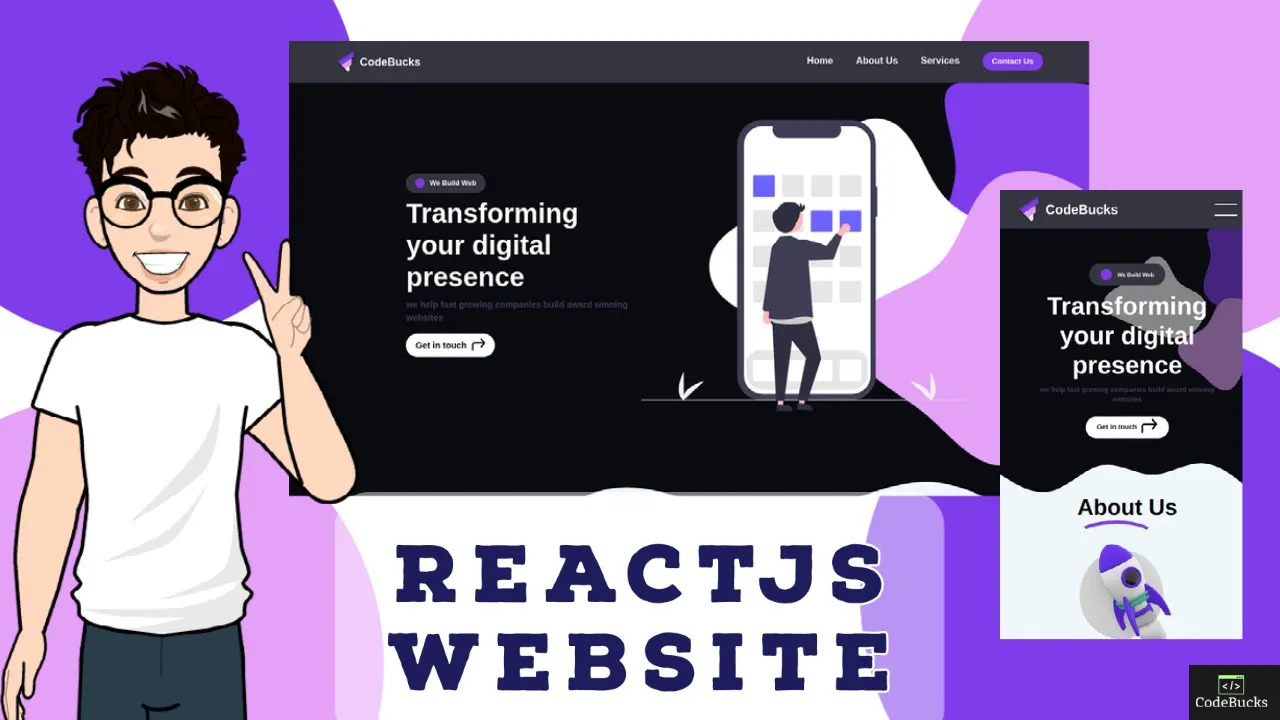 CodeBucks
Home About Us Services Contact Us
We Build Web
Transforming
your digital
presence
we help fast growing companies build award winning
websites
Get in touch
CodeBucks
We Build Web
Transforming
your digital
presence
we help fast growing companies build award winning
websites
Get in touch
About Us
REACTJS
WEBSITE
</>
CodeBucks